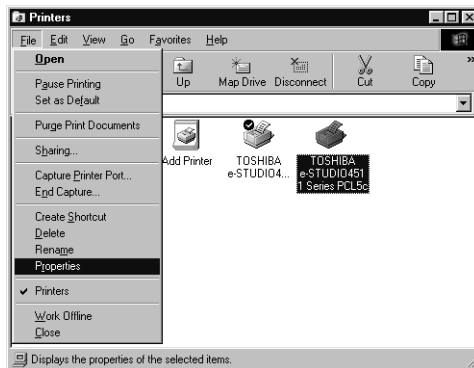 Printers
File Edit View Go Favorites Help
Open
Pause Printing
Set as Default
Purge Print Documents
Sharing...
Capture Printer Port...
End Capture...
Create Shortcut
Delete
Rename
Properties
Printers
Work Offline
Close
Up Map Drive Disconnect Cut Copy »
Add Printer
TOSHIBA
e-STUDIO4...
TOSHIBA
e-STUDIO451
1 Series PCL5c
Displays the properties of the selected items.